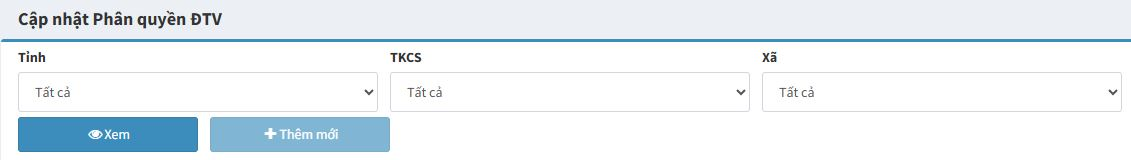 Cập nhật Phân quyền ĐTV
Tỉnh TKCS Xã
Tất cả Tất cả Tất cả
Xem Thêm mới